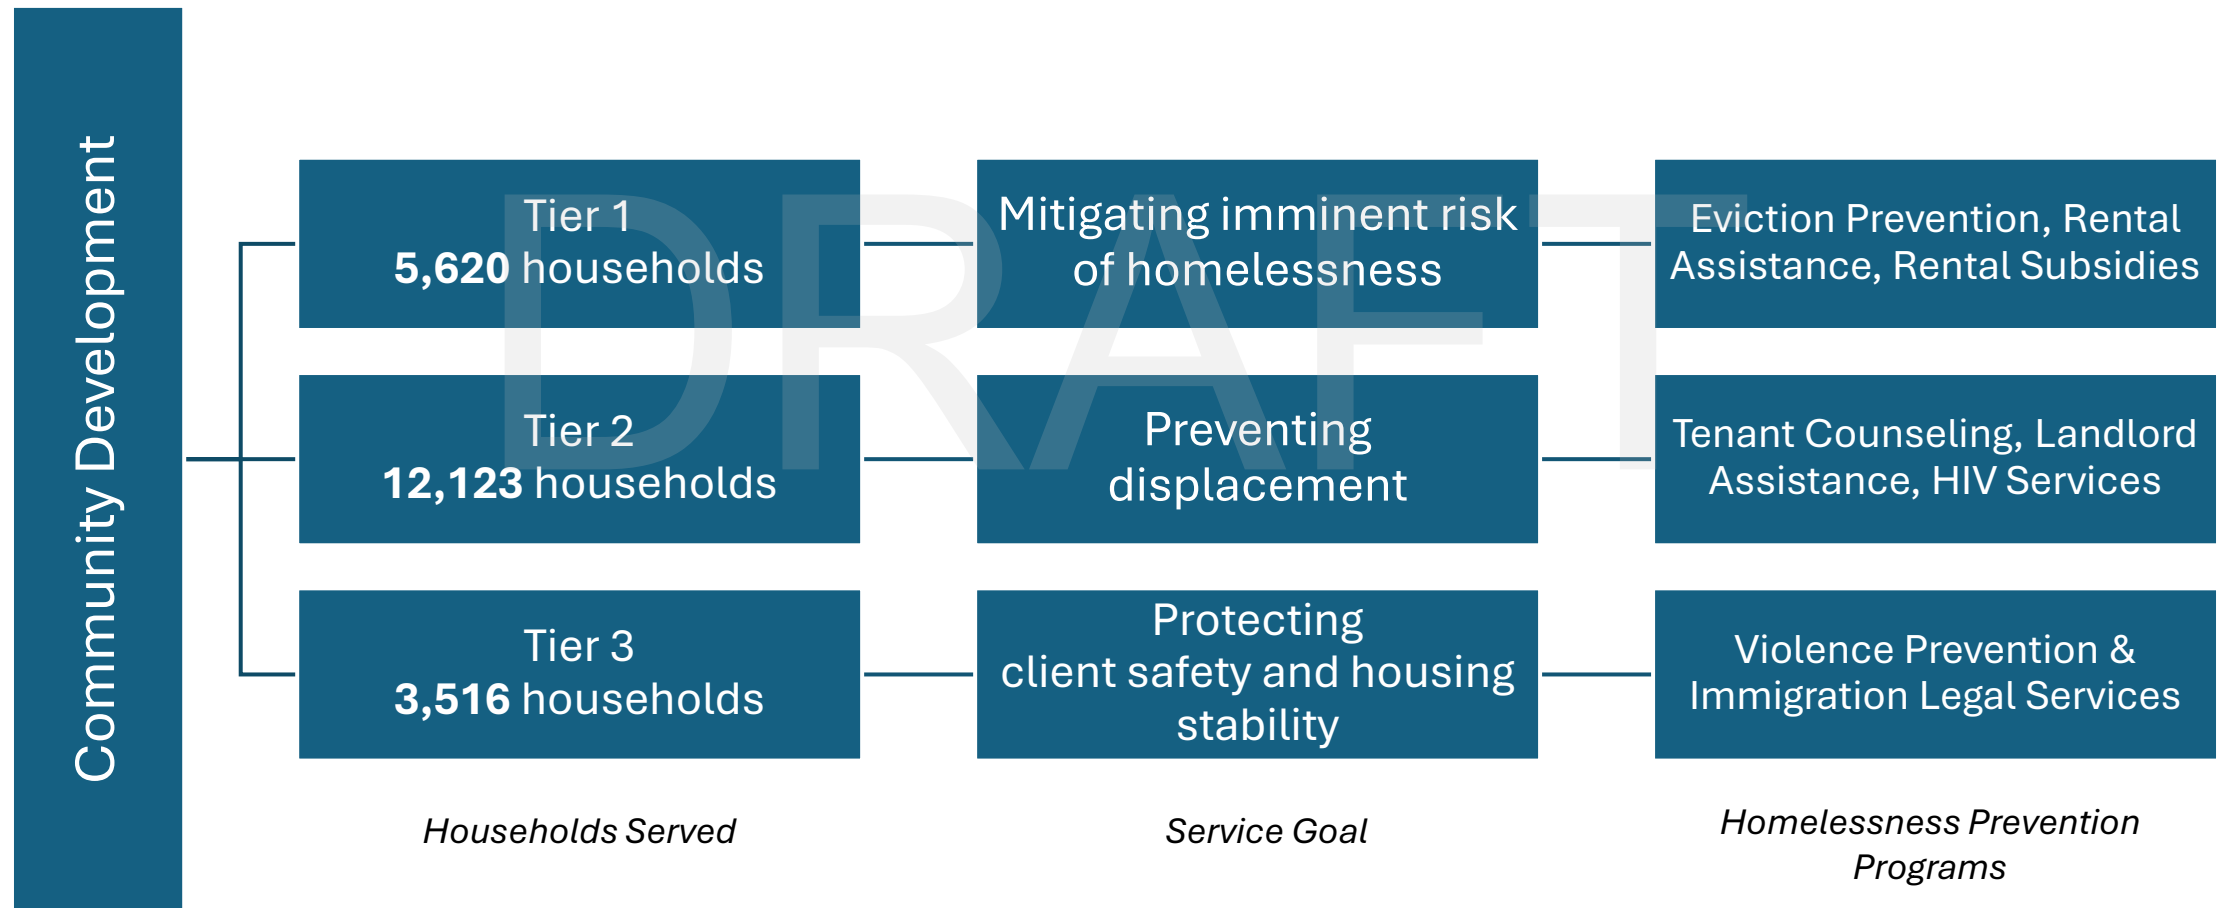 Community Development
Tier 1
5,620 households
Mitigating imminent risk
of homelessness
Eviction Prevention, Rental
Assistance, Rental Subsidies
Tier 2
12,123 households
Preventing
displacement
Tenant Counseling, Landlord
Assistance, HIV Services
Tier 3
3,516 households
Protecting
client safety and housing
stability
Violence Prevention &
Immigration Legal Services
Households Served
Service Goal
Homelessness Prevention
Programs
DRAFT